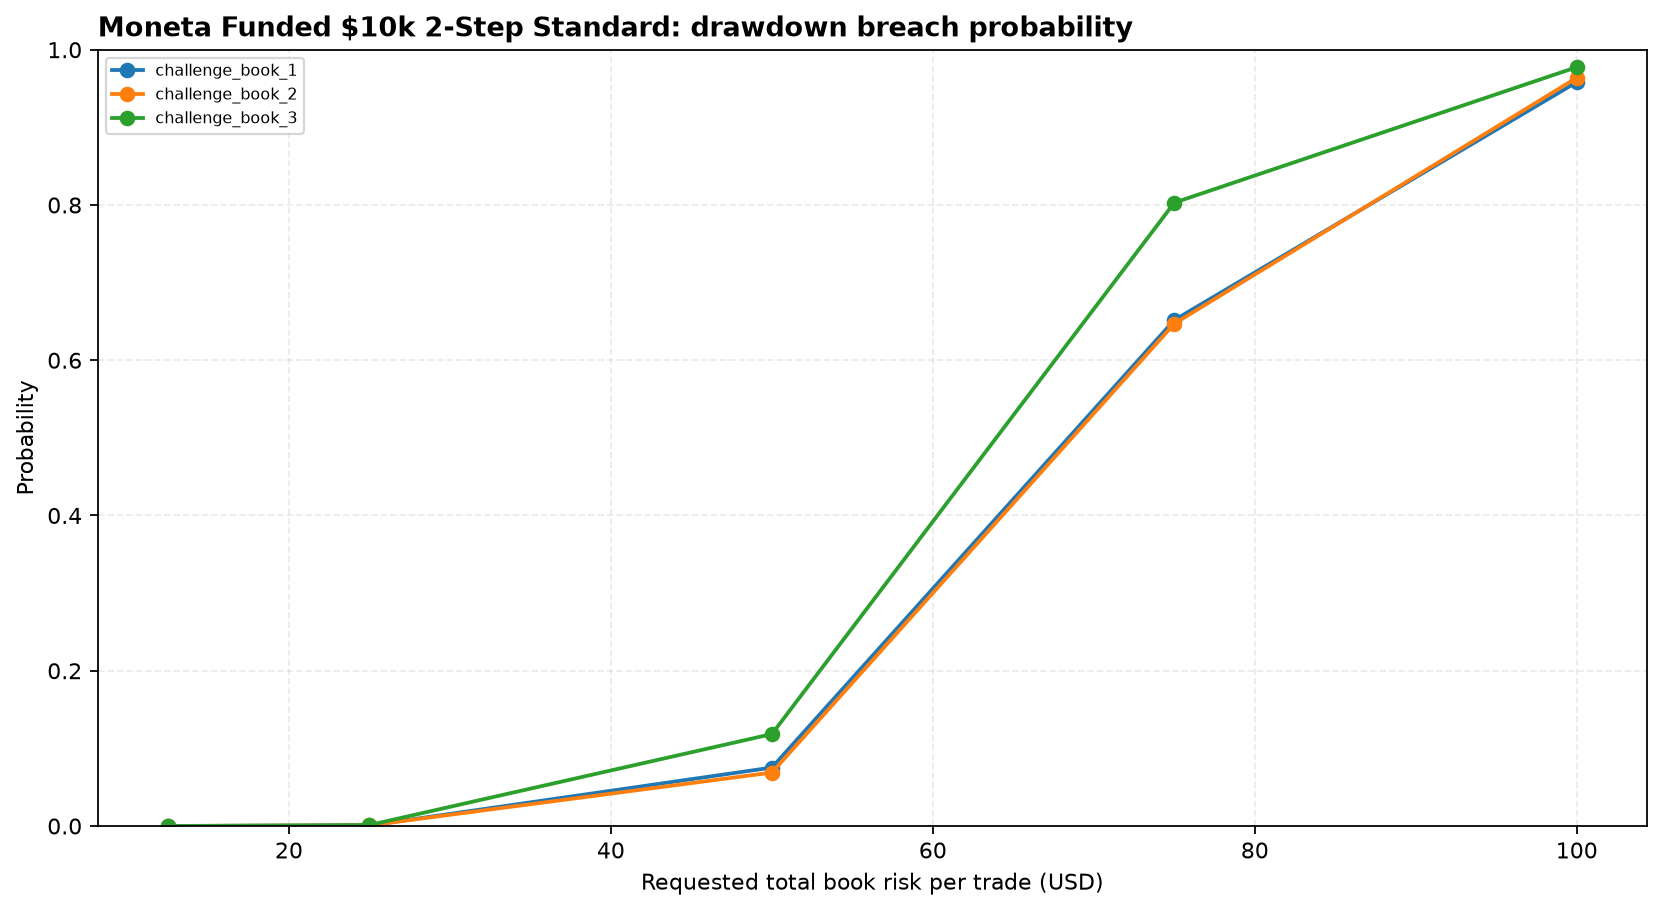 Moneta Funded $10k 2-Step Standard: drawdown breach probability
challenge_book_1
challenge_book_2
challenge_book_3
Probability
1.0
0.8
0.6
0.4
0.2
0.0
20 40 60 80 100
Requested total book risk per trade (USD)